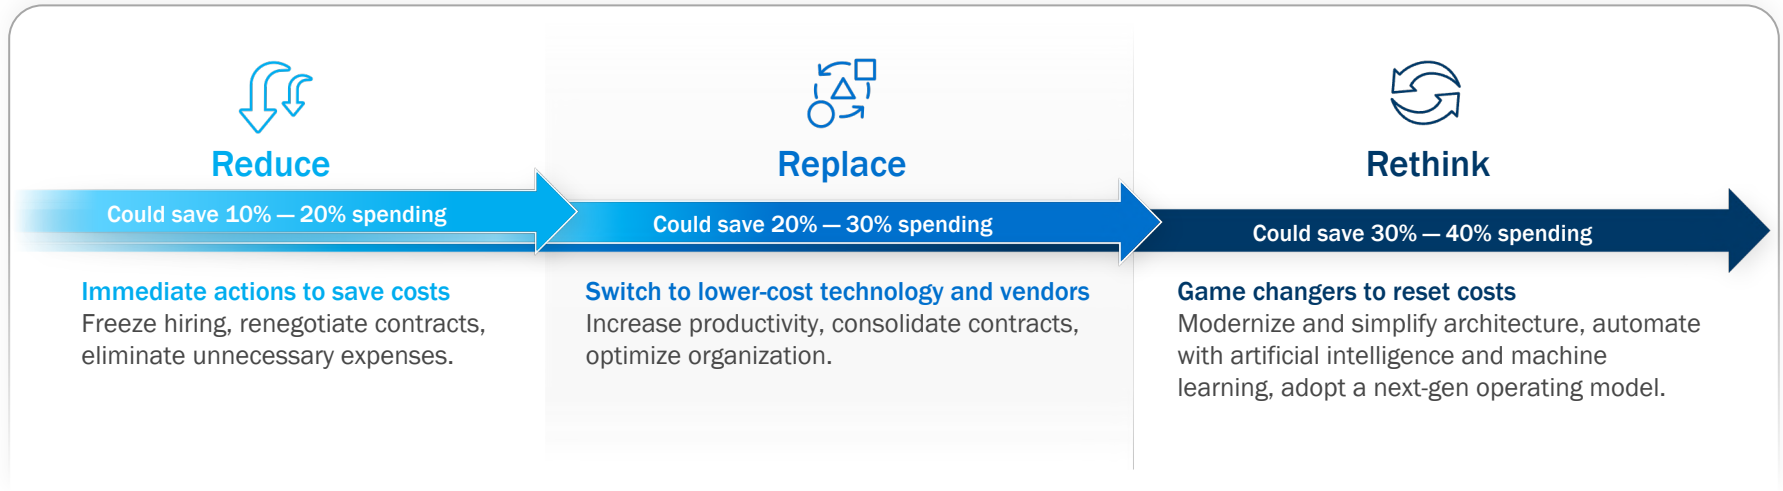 Reduce
Could save 10% — 20% spending
Immediate actions to save costs
Freeze hiring, renegotiate contracts,
eliminate unnecessary expenses.
Replace
Could save 20% — 30% spending
Switch to lower-cost technology and vendors
Increase productivity, consolidate contracts,
optimize organization.
Rethink
Could save 30% — 40% spending
Game changers to reset costs
Modernize and simplify architecture, automate
with artificial intelligence and machine
learning, adopt a next-gen operating model.